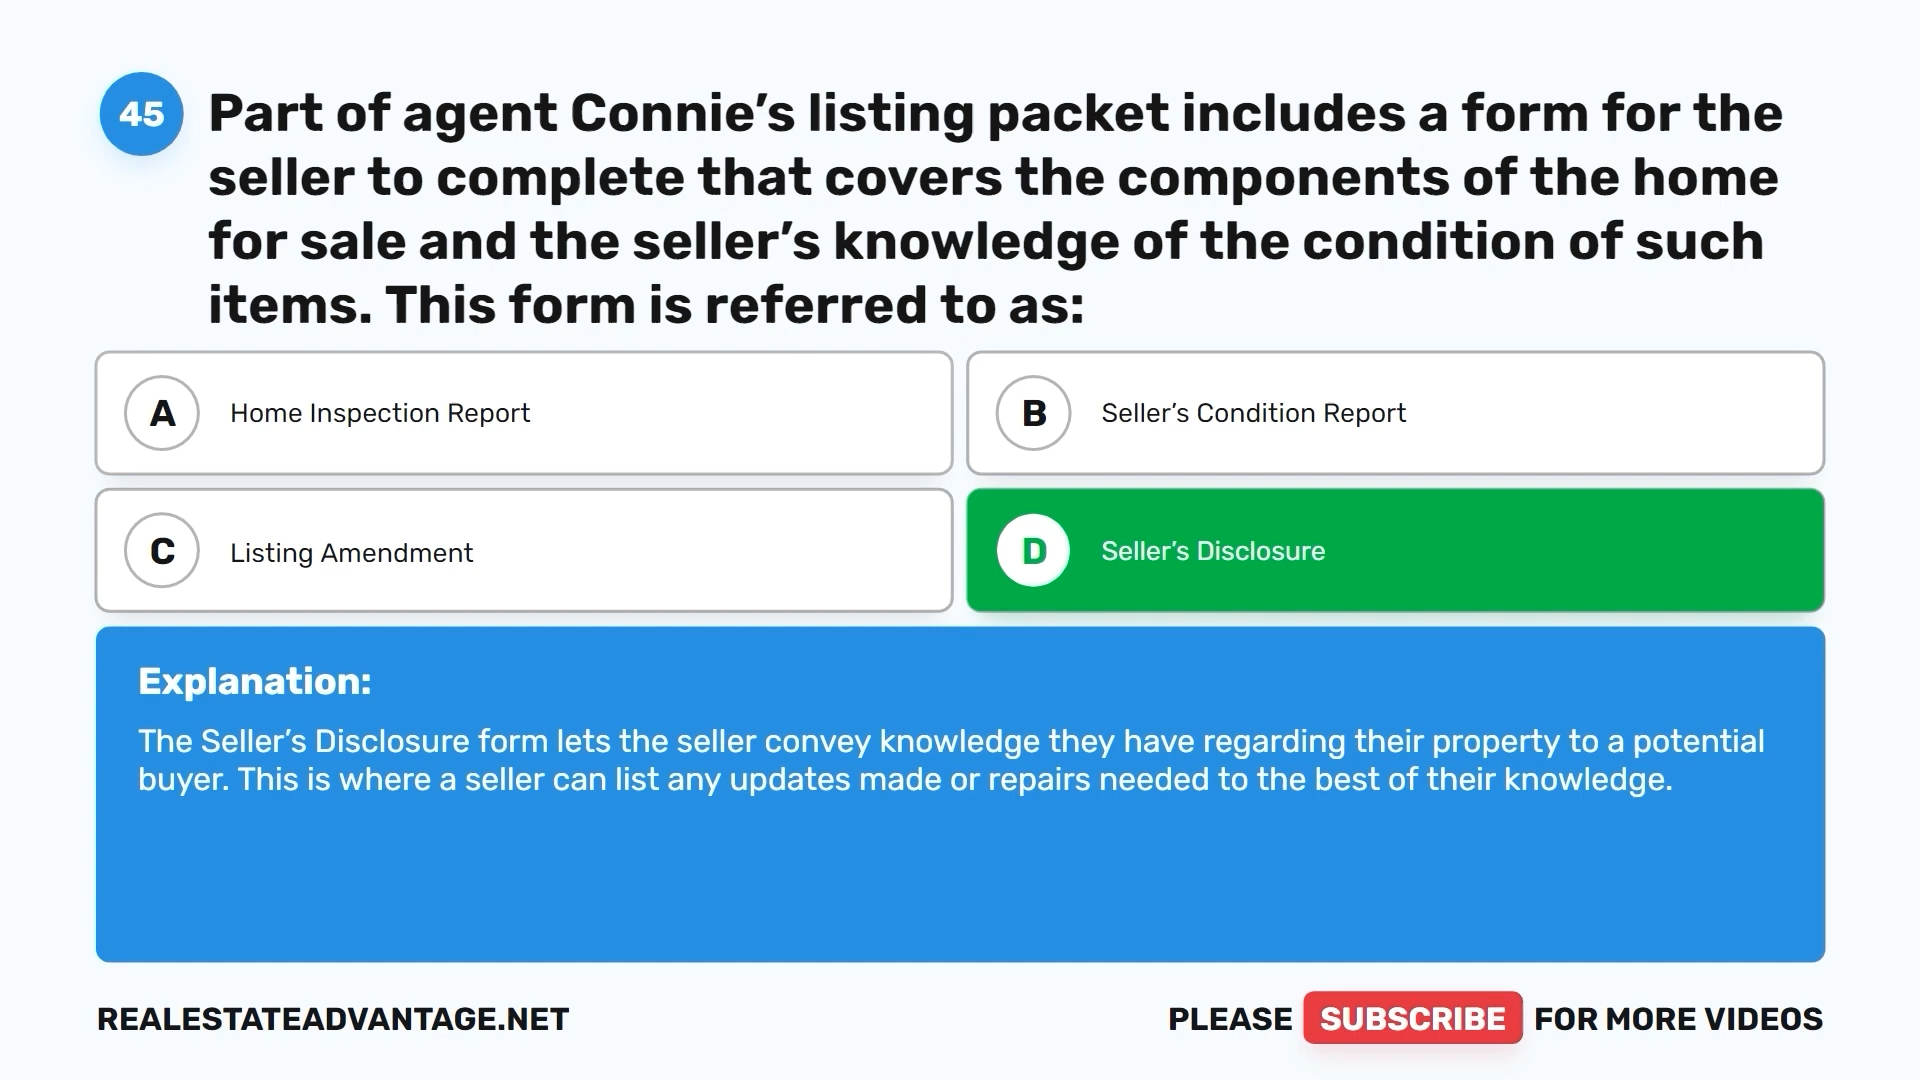 45
Part of agent Connie’s listing packet includes a form for the
seller to complete that covers the components of the home
for sale and the seller’s knowledge of the condition of such
items. This form is referred to as:
A Home Inspection Report
B Seller’s Condition Report
C Listing Amendment
D Seller’s Disclosure
Explanation:
The Seller’s Disclosure form lets the seller convey knowledge they have regarding their property to a potential
buyer. This is where a seller can list any updates made or repairs needed to the best of their knowledge.
REALESTATEADVANTAGE.NET
PLEASE SUBSCRIBE FOR MORE VIDEOS